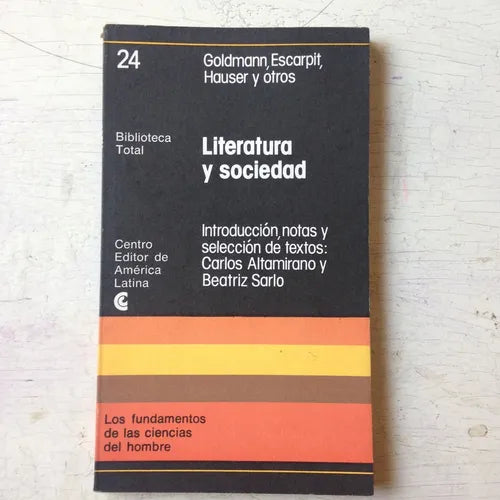 24
Goldmann, Escarpit,
Hauser y otros
Biblioteca
Total
Literatura
y sociedad
Centro
Editor de
América
Latina
Introducción, notas y
selección de textos:
Carlos Altamirano y
Beatriz Sarlo
Los fundamentos
de las ciencias
del hombre